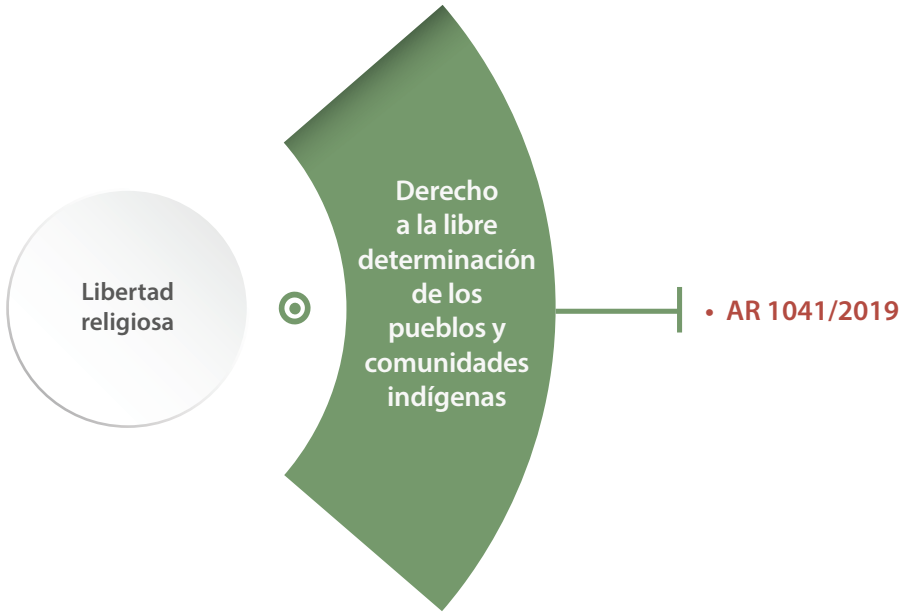 Libertad
religiosa
Derecho
a la libre
determinación
de los
pueblos y
comunidades
indígenas
• AR 1041/2019